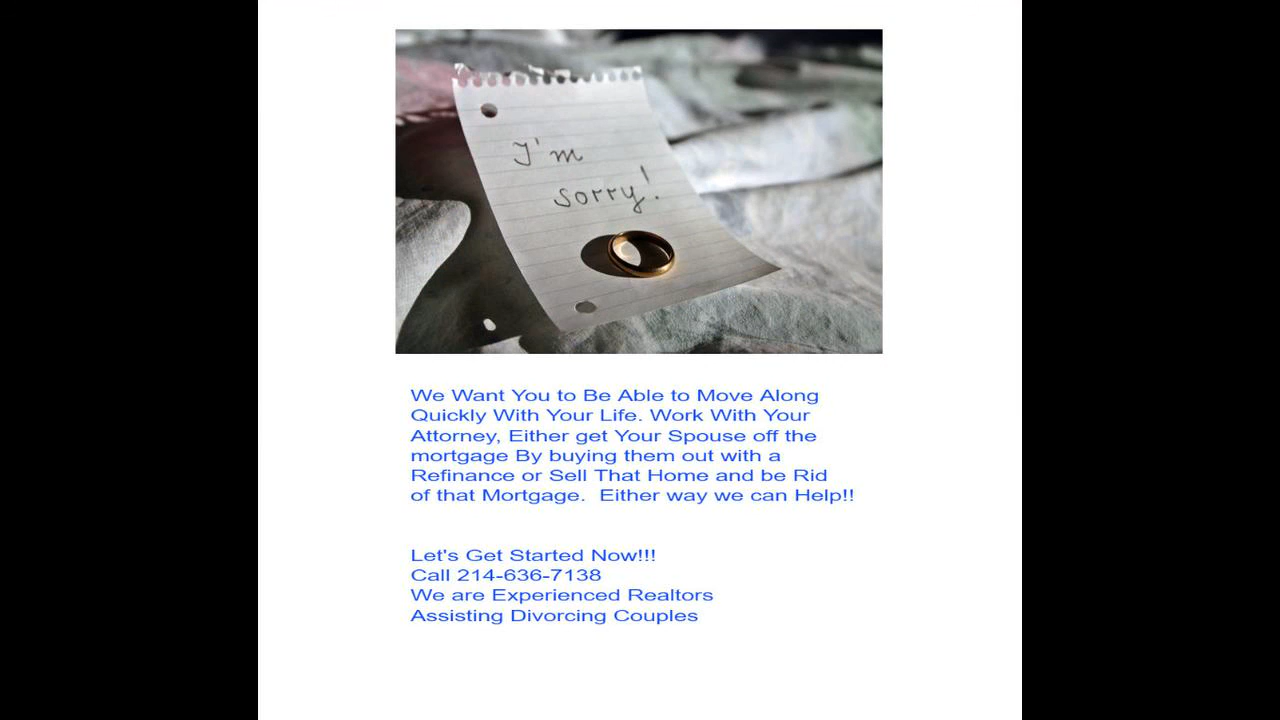 I'm
sorry!
We Want You to Be Able to Move Along
Quickly With Your Life. Work With Your
Attorney, Either get Your Spouse off the
mortgage By buying them out with a
Refinance or Sell That Home and be Rid
of that Mortgage.  Either way we can Help!!
Let's Get Started Now!!!
Call 214-636-7138
We are Experienced Realtors
Assisting Divorcing Couples